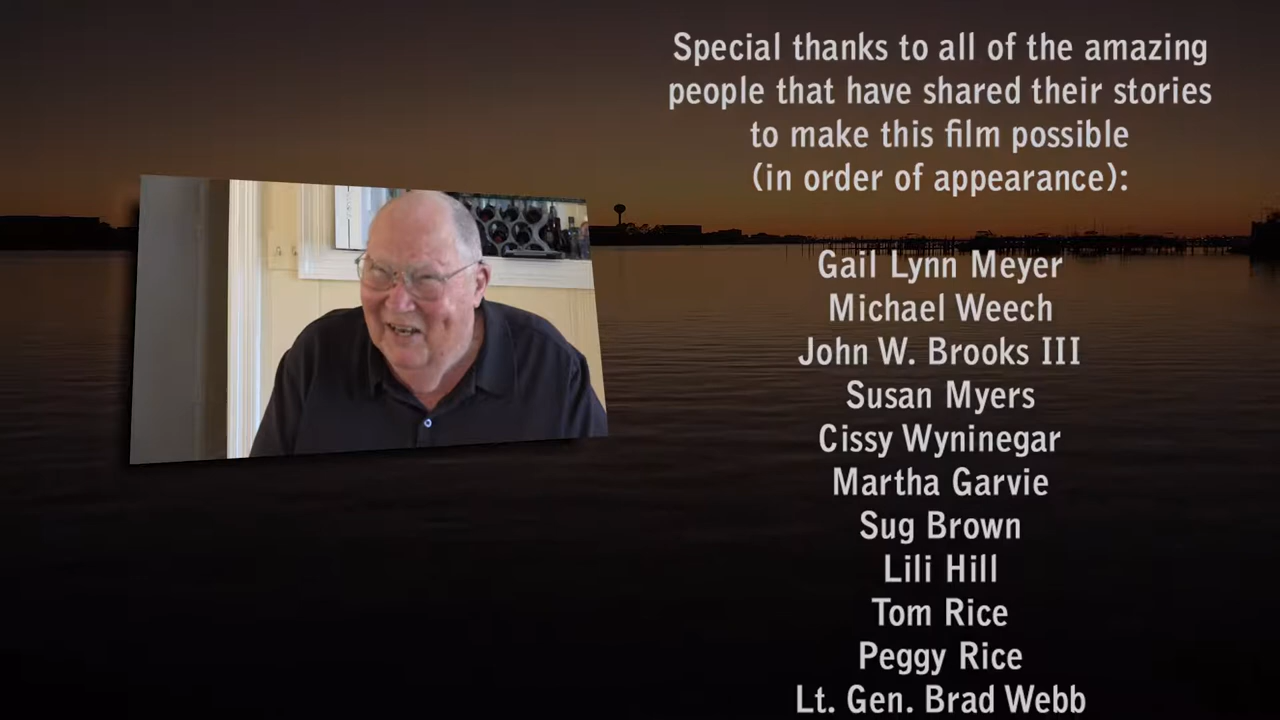 Special thanks to all of the amazing
people that have shared their stories
to make this film possible
(in order of appearance):
Gail Lynn Meyer
Michael Weech
John W. Brooks III
Susan Myers
Cissy Wyninegar
Martha Garvie
Sug Brown
Lili Hill
Tom Rice
Peggy Rice
Lt. Gen. Brad Webb